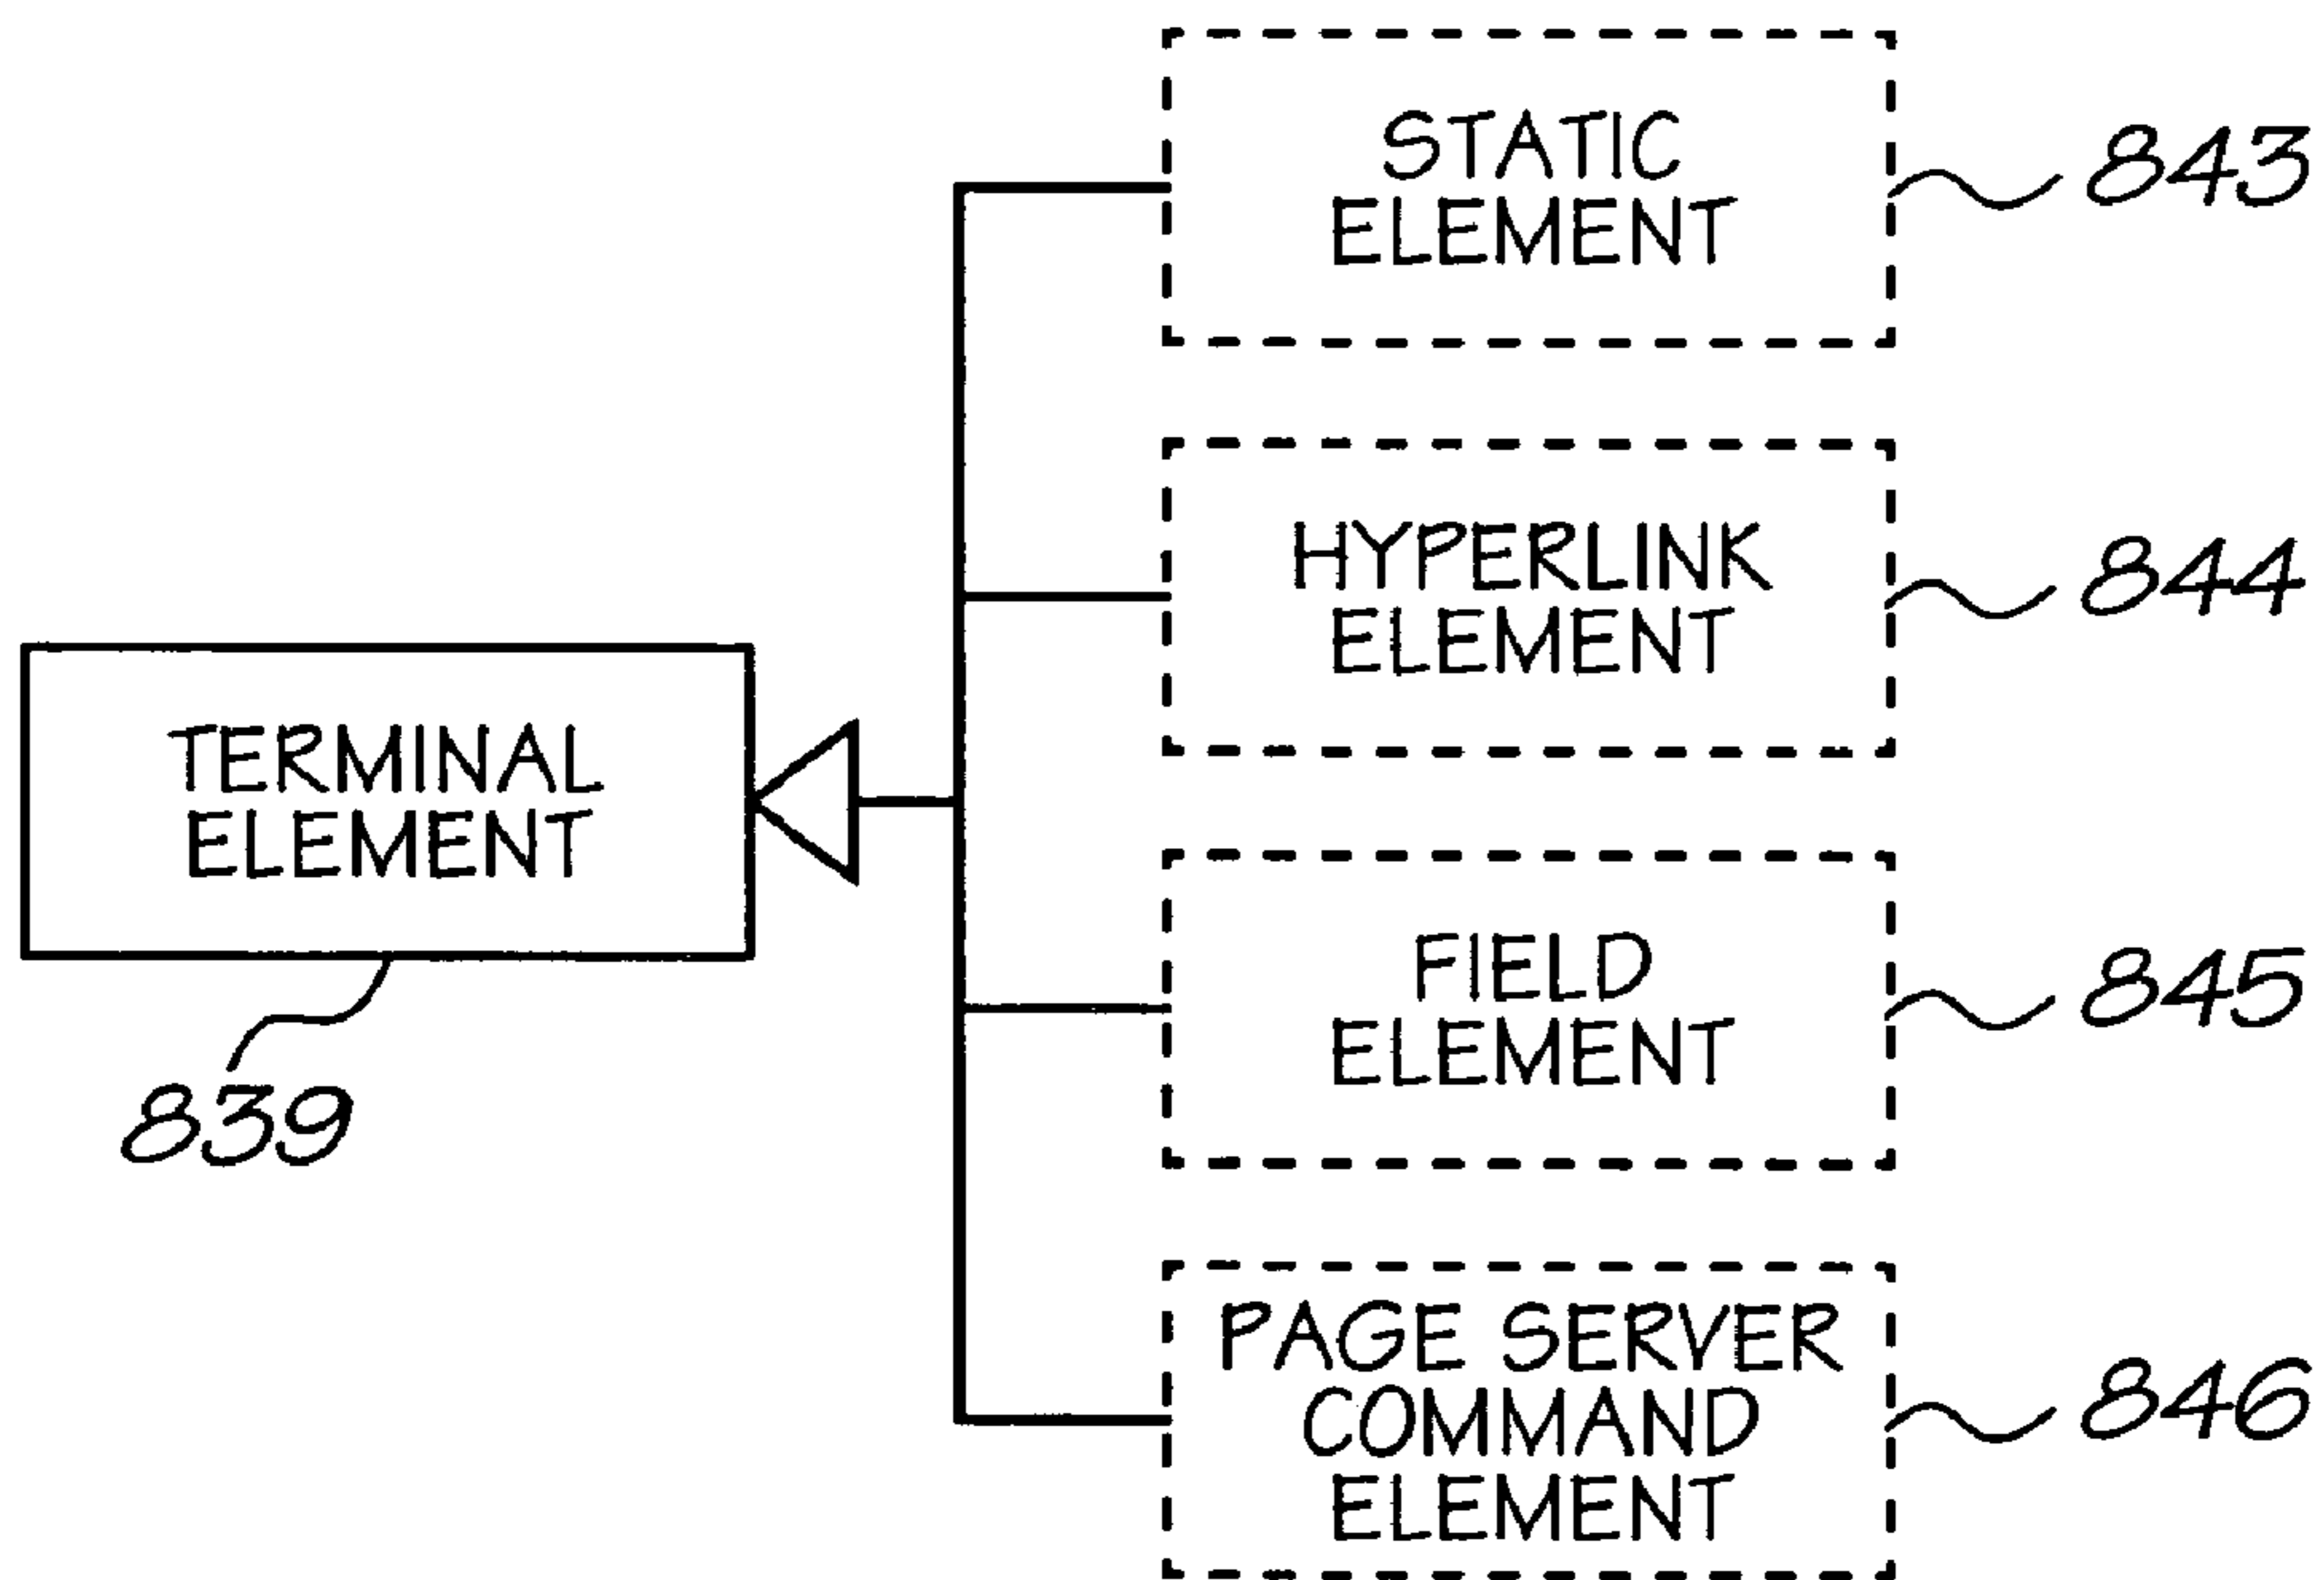 STATIC
ELEMENT
843
HYPERLINK
ELEMENT
844
TERMINAL
ELEMENT
839
FIELD
ELEMENT
845
PAGE SERVER
COMMAND
ELEMENT
846